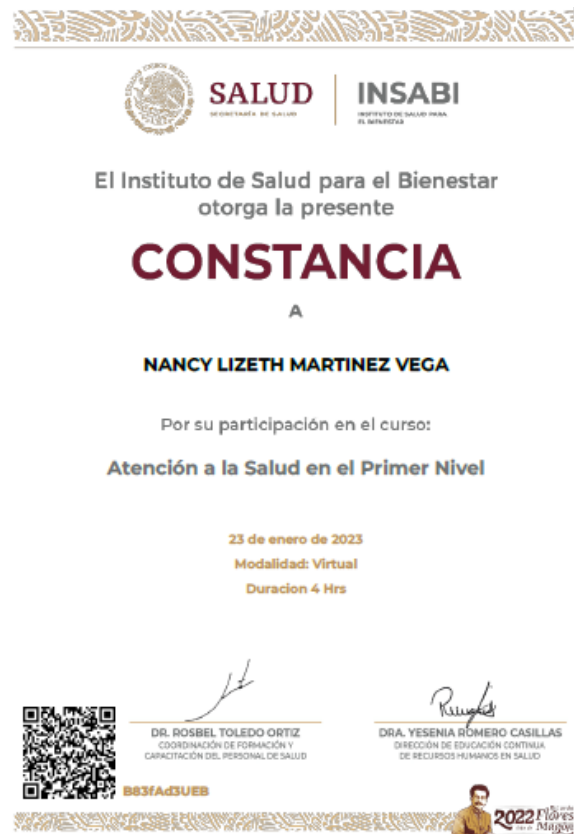 SALUD
SECRETARÍA DE SALUD
INSABI
INSTITUTO DE SALUD PARA
EL BIENESTAR
El Instituto de Salud para el Bienestar
otorga la presente
CONSTANCIA
A
NANCY LIZETH MARTINEZ VEGA
Por su participación en el curso:
Atención a la Salud en el Primer Nivel
23 de enero de 2023
Modalidad: Virtual
Duracion 4 Hrs
DR. ROSBEL TOLEDO ORTIZ
COORDINACIÓN DE FORMACIÓN Y
CAPACITACIÓN DEL PERSONAL DE SALUD
DRA. YESENIA ROMERO CASILLAS
DIRECCIÓN DE EDUCACIÓN CONTINUA
DE RECURSOS HUMANOS EN SALUD
B83fAd3UEB
2022 Flores
Magón